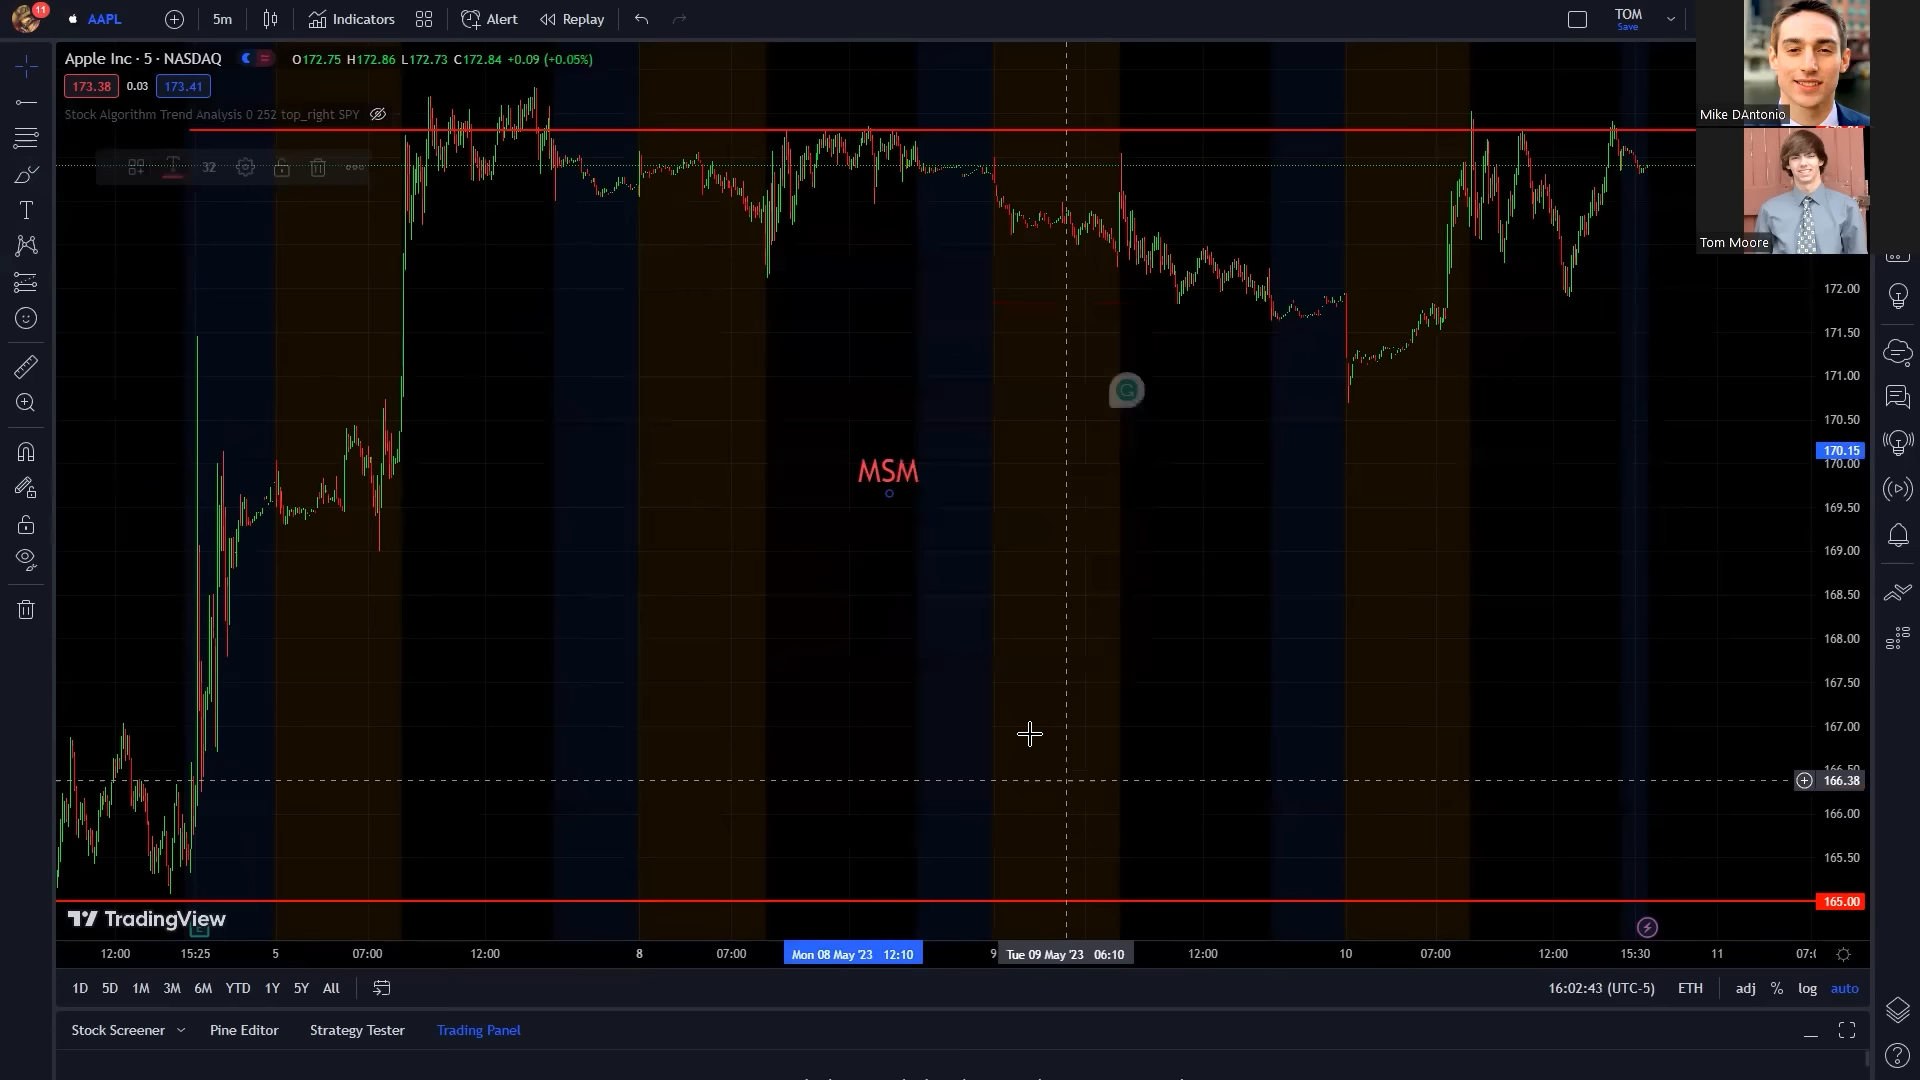 11
AAPL
5m
Indicators
Alert
Replay
TOM
Save
Apple Inc · 5 · NASDAQ
O172.75 H172.86 L172.73 C172.84 +0.09 (+0.05%)
173.38 0.03 173.41
Stock Algorithm Trend Analysis 0 252 top_right SPY
32
Mike DAntonio
Tom Moore
MSM
172.00
171.50
171.00
170.50
170.15
170.00
169.50
169.00
168.50
168.00
167.50
167.00
166.38
166.00
165.50
165.00
TradingView
12:00 15:25 5 07:00 12:00 8 07:00 Mon 08 May '23 12:10 9 Tue 09 May '23 06:10 12:00 10 07:00 12:00 15:30 11
1D 5D 1M 3M 6M YTD 1Y 5Y All
16:02:43 (UTC-5) ETH adj % log auto
Stock Screener Pine Editor Strategy Tester Trading Panel